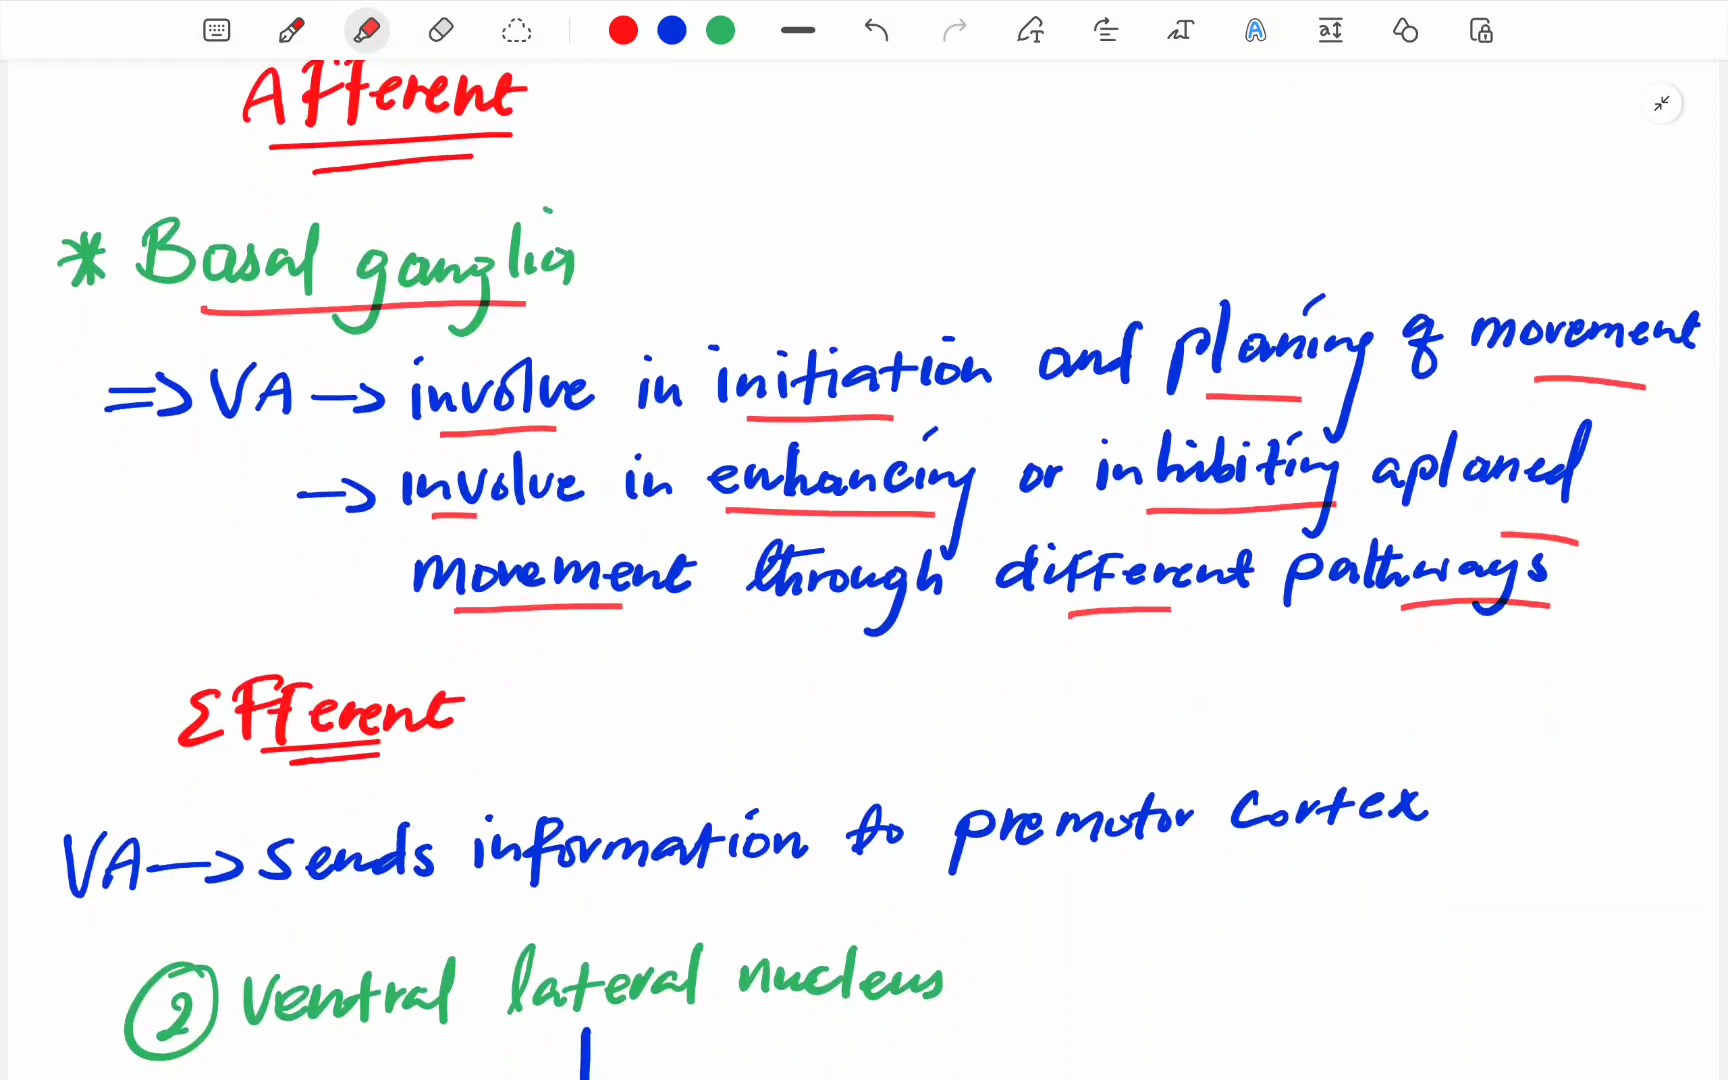 Afferent
* Basal ganglia
=> VA → involve in initiation and planing of movement
→ involve in enhancing or inhibiting a planed
movement through different pathways
Efferent
VA → sends information to premotor cortex
② Ventral lateral nucleus